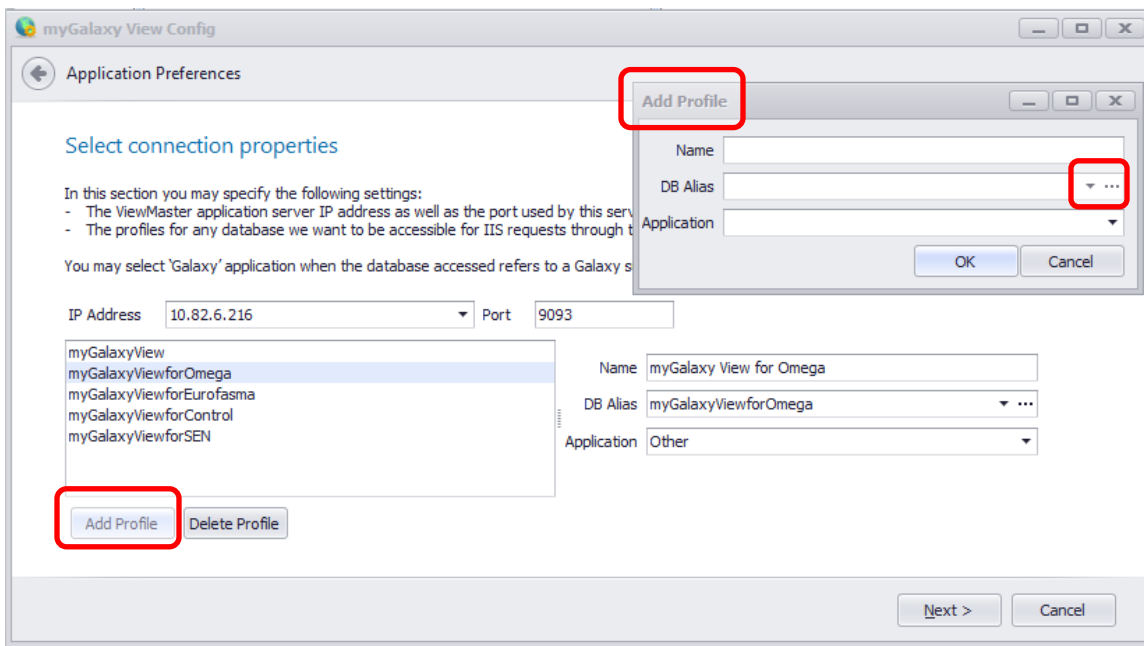 myGalaxy View Config
Application Preferences
Select connection properties
In this section you may specify the following settings:
- The ViewMaster application server IP address as well as the port used by this serv
- The profiles for any database we want to be accessible for IIS requests through t
You may select 'Galaxy' application when the database accessed refers to a Galaxy s
Add Profile
Name
DB Alias
Application
OK Cancel
IP Address 10.82.6.216 Port 9093
myGalaxyView
myGalaxyViewforOmega
myGalaxyViewforEurofasma
myGalaxyViewforControl
myGalaxyViewforSEN
Name myGalaxy View for Omega
DB Alias myGalaxyViewforOmega
Application Other
Add Profile Delete Profile
Next > Cancel